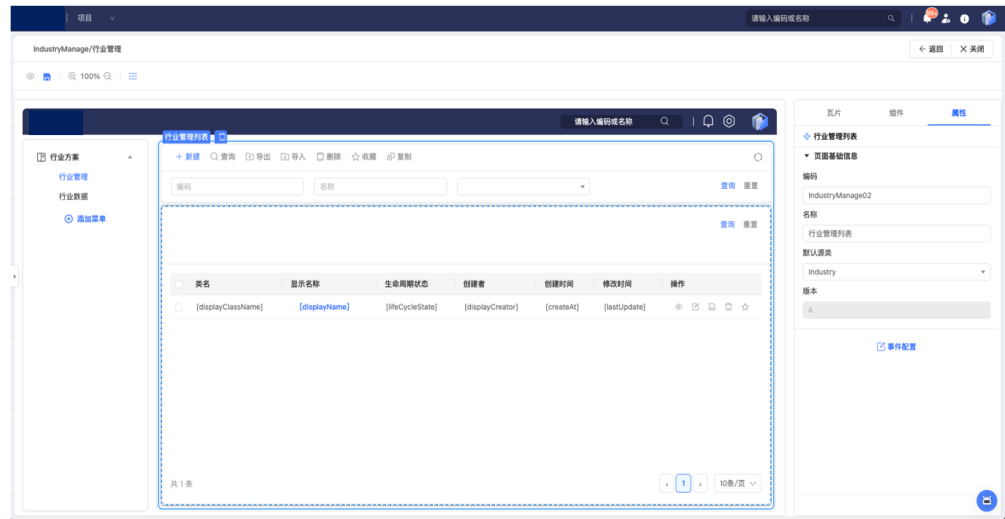 项目
请输入编码或名称
99+
IndustryManage/行业管理
返回
关闭
100%
请输入编码或名称
瓦片
组件
属性
行业管理列表
行业管理列表
行业方案
行业管理
行业数据
添加菜单
新建
查询
导出
导入
删除
收藏
复制
编码
名称
查询
重置
查询
重置
类名
显示名称
生命周期状态
创建者
创建时间
修改时间
操作
[displayClassName]
[displayName]
[lifeCycleState]
[displayCreator]
[createAt]
[lastUpdate]
共 1 条
1
10条/页
页面基础信息
编码
IndustryManage02
名称
行业管理列表
默认源类
Industry
版本
A
事件配置